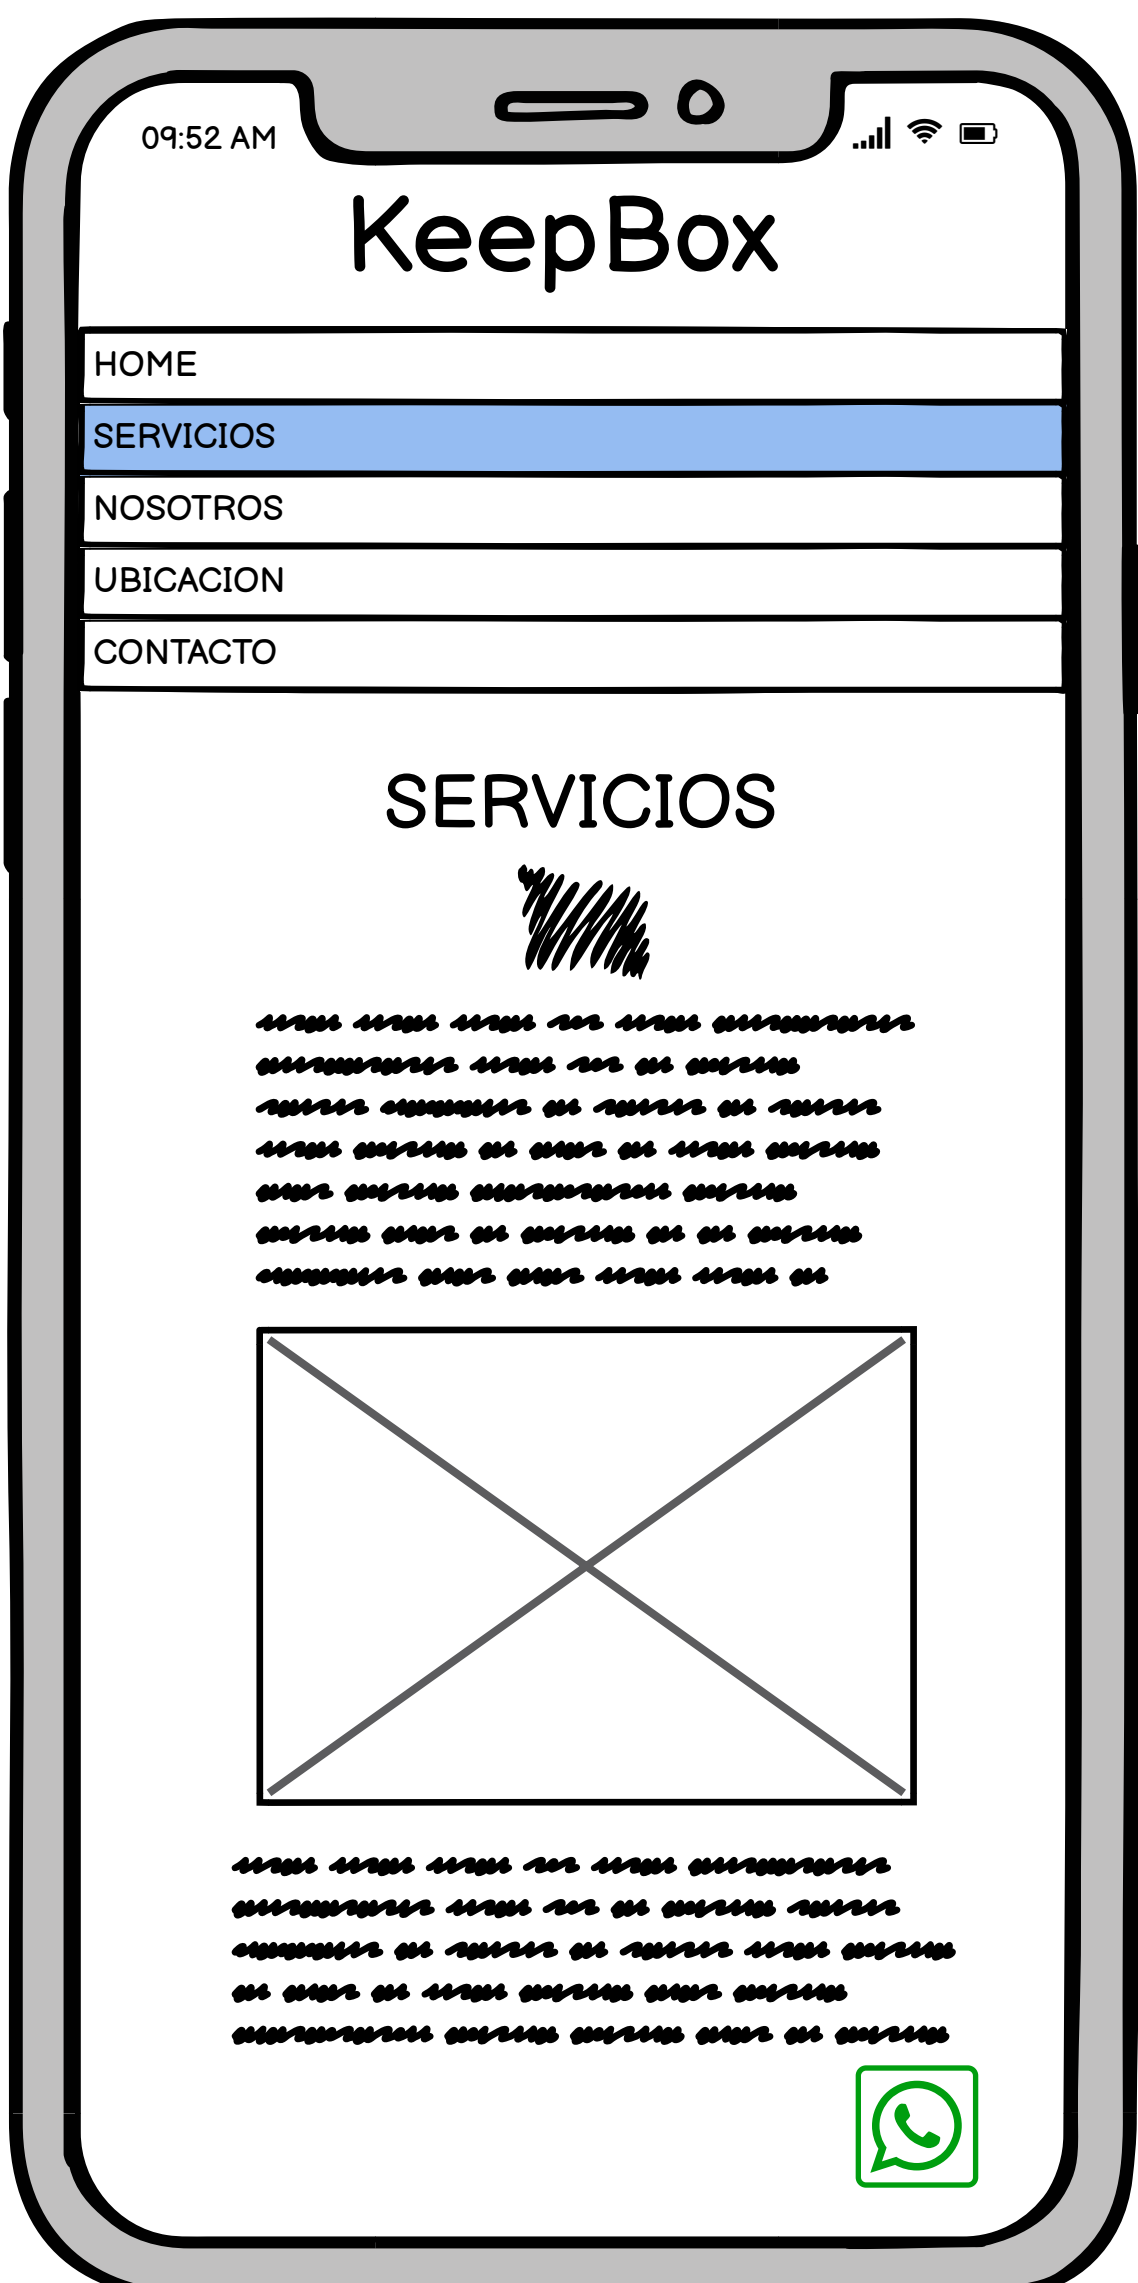 09:52 AM
KeepBox
HOME
SERVICIOS
NOSOTROS
UBICACION
CONTACTO
SERVICIOS